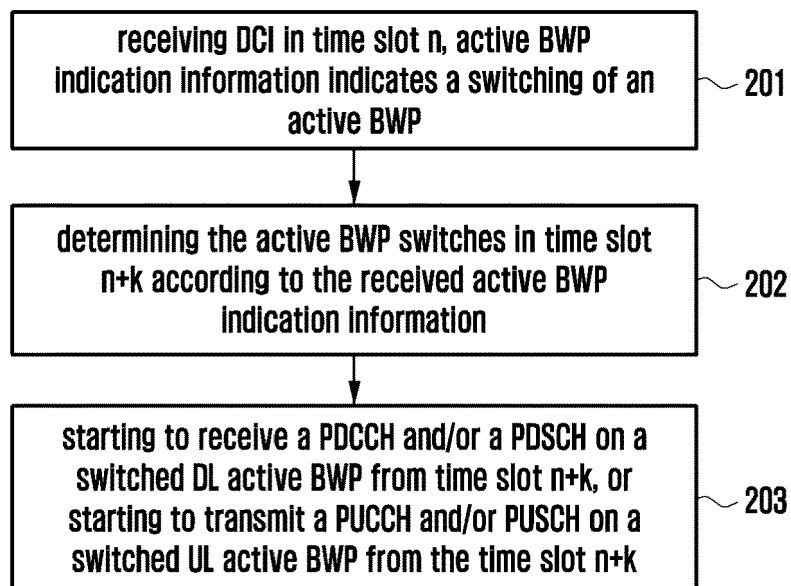 receiving DCI in time slot n, active BWP
indication information indicates a switching of an
active BWP
201
determining the active BWP switches in time slot
n+k according to the received active BWP
indication information
202
starting to receive a PDCCH and/or a PDSCH on a
switched DL active BWP from time slot n+k, or
starting to transmit a PUCCH and/or PUSCH on a
switched UL active BWP from the time slot n+k
203